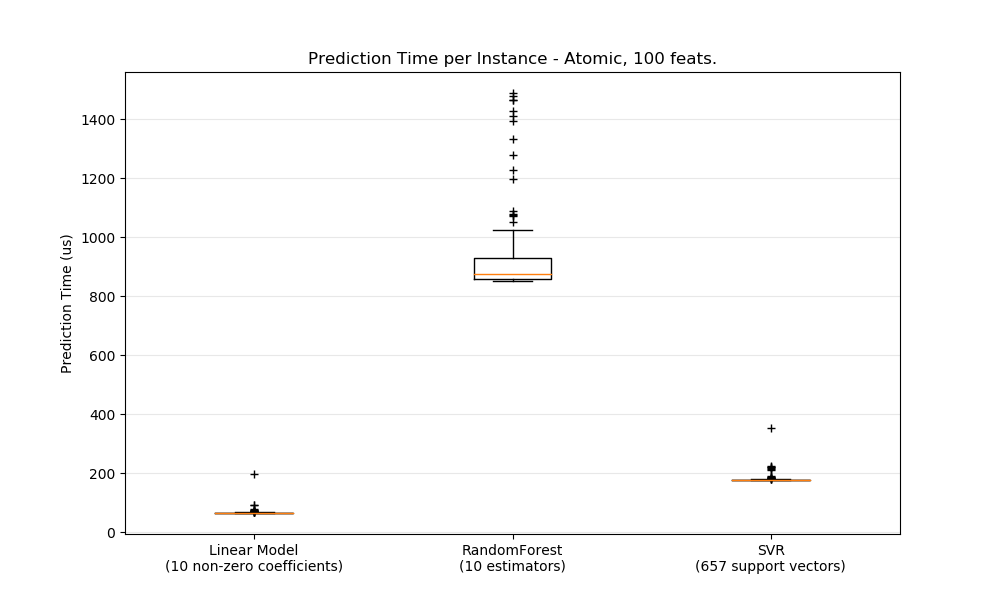 Prediction Time per Instance - Atomic, 100 feats.
Prediction Time (us)
1400
1200
1000
800
600
400
200
0
Linear Model
(10 non-zero coefficients)
RandomForest
(10 estimators)
SVR
(657 support vectors)